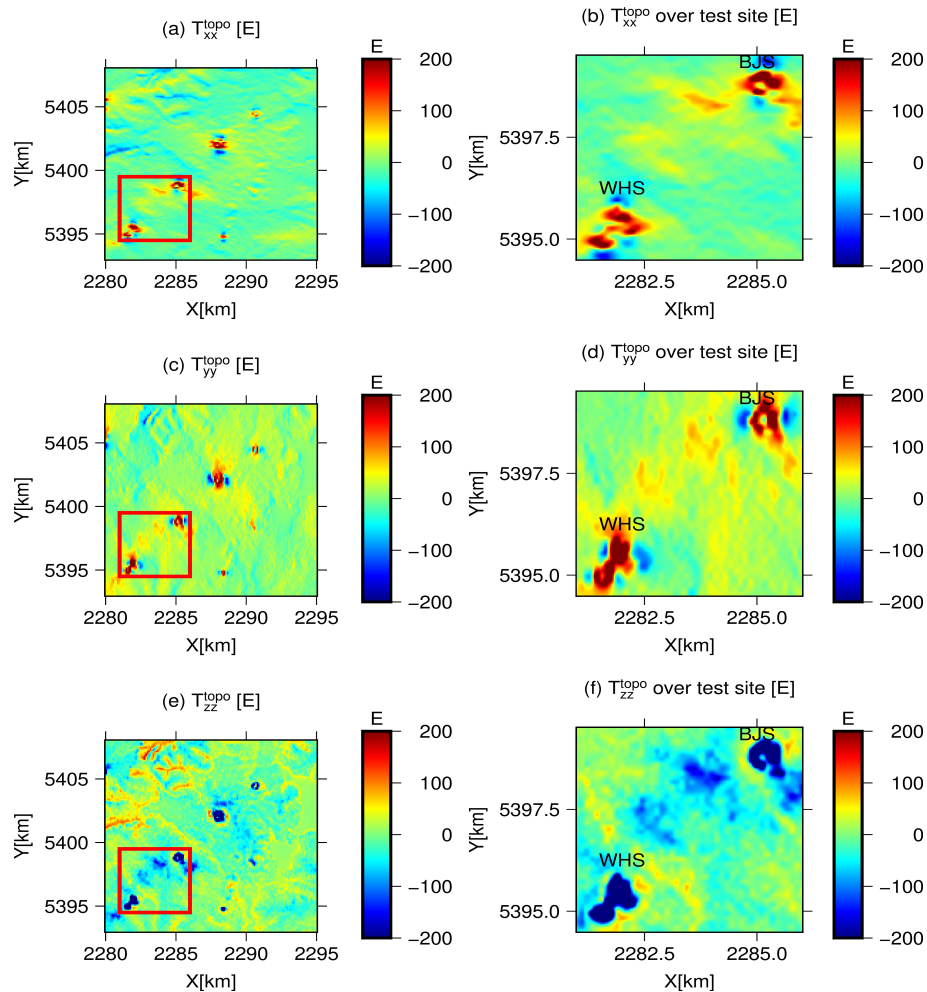 (a) T_xx^topo [E]
(b) T_xx^topo over test site [E]
E
200
100
0
−100
−200
5405
5400
5395
Y[km]
2280 2285 2290 2295
X[km]
BJS
WHS
5397.5
5395.0
Y[km]
2282.5 2285.0
X[km]
E
200
100
0
−100
−200
(c) T_yy^topo [E]
(d) T_yy^topo over test site [E]
E
200
100
0
−100
−200
5405
5400
5395
Y[km]
2280 2285 2290 2295
X[km]
BJS
WHS
5397.5
5395.0
Y[km]
2282.5 2285.0
X[km]
E
200
100
0
−100
−200
(e) T_zz^topo [E]
(f) T_zz^topo over test site [E]
E
200
100
0
−100
−200
5405
5400
5395
Y[km]
2280 2285 2290 2295
X[km]
BJS
WHS
5397.5
5395.0
Y[km]
2282.5 2285.0
X[km]
E
200
100
0
−100
−200